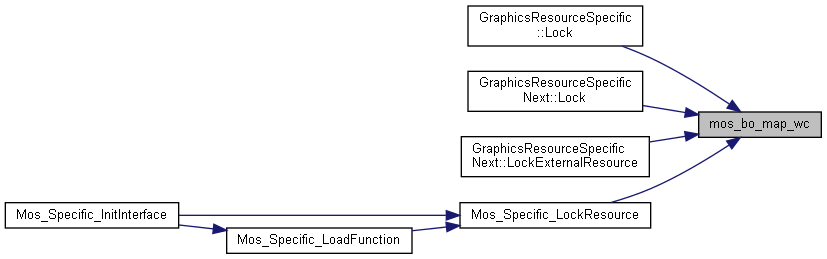 GraphicsResourceSpecific
::Lock
GraphicsResourceSpecific
Next::Lock
mos_bo_map_wc
GraphicsResourceSpecific
Next::LockExternalResource
Mos_Specific_InitInterface
Mos_Specific_LockResource
Mos_Specific_LoadFunction